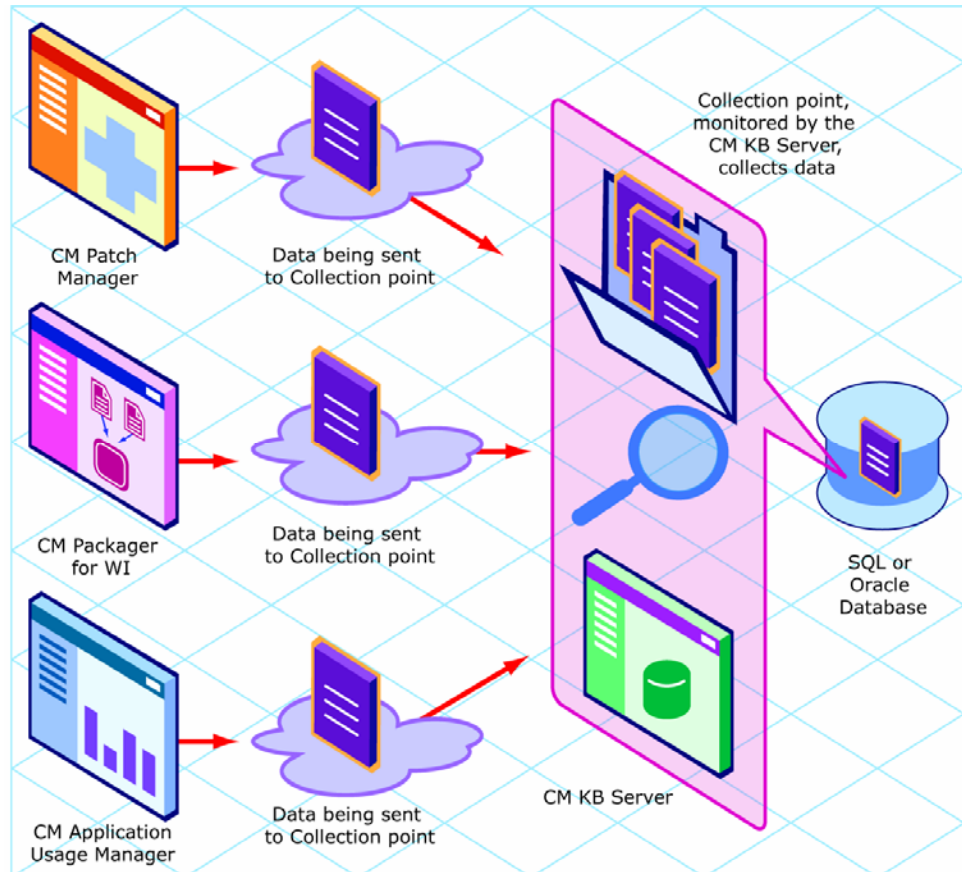 Collection point,
monitored by the
CM KB Server,
collects data
CM Patch
Manager
Data being sent
to Collection point
CM Packager
for WI
Data being sent
to Collection point
SQL or
Oracle
Database
CM Application
Usage Manager
Data being sent
to Collection point
CM KB Server